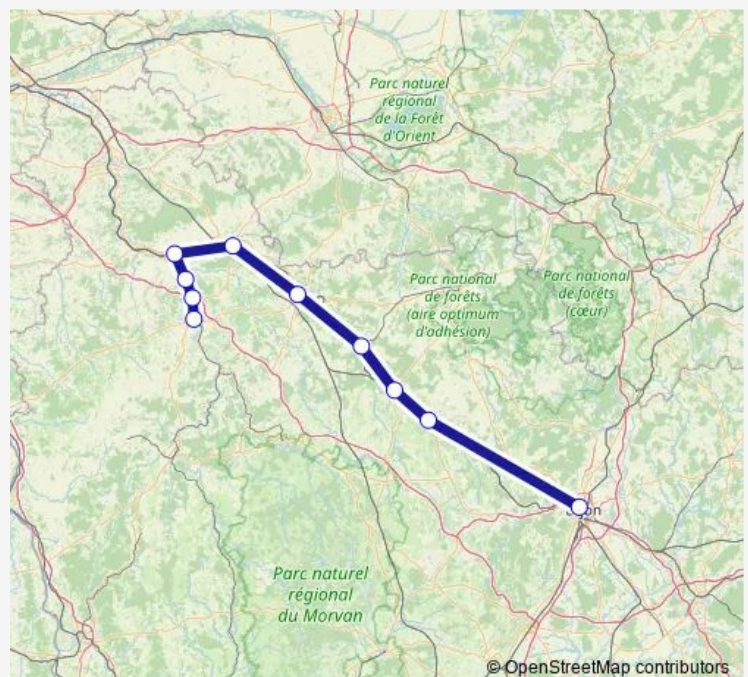 Parc naturel
régional
de la Forêt
d'Orient
Parc national
de forêts
(aire optimum
d'adhésion)
Parc national
de forêts
(cœur)
Parc naturel
régional
du Morvan
© OpenStreetMap contributors